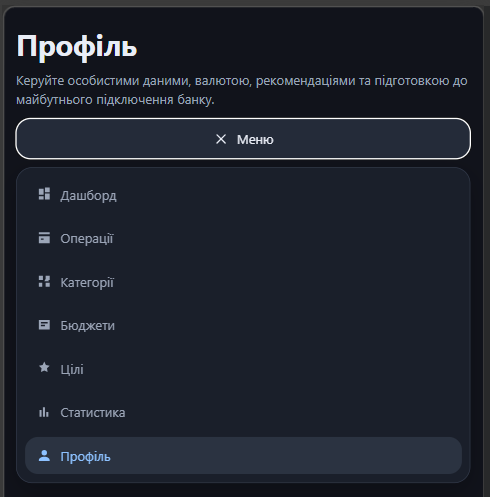 Профіль
Керуйте особистими даними, валютою, рекомендаціями та підготовкою до
майбутнього підключення банку.
Меню
Дашборд
Операції
Категорії
Бюджети
Цілі
Статистика
Профіль